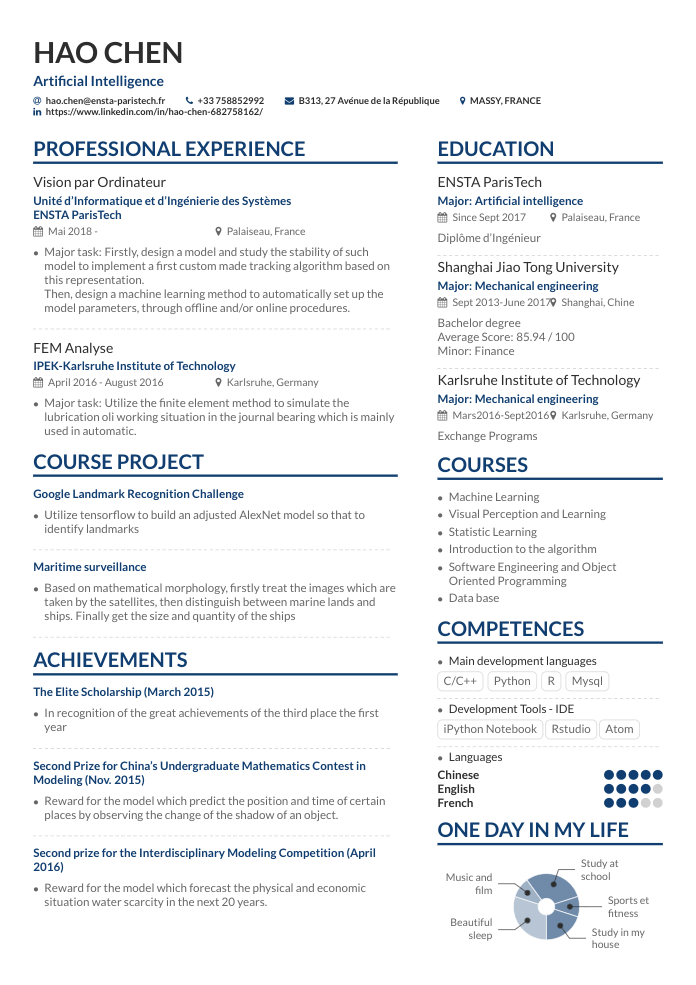 HAO CHEN
Artificial Intelligence
@ hao.chen@ensta-paristech.fr +33 758852992 B313, 27 Avénue de la République MASSY, FRANCE
in https://www.linkedin.com/in/hao-chen-682758162/
PROFESSIONAL EXPERIENCE
Vision par Ordinateur
Unité d'Informatique et d'Ingénierie des Systèmes
ENSTA ParisTech
Mai 2018 - Palaiseau, France
• Major task: Firstly, design a model and study the stability of such
model to implement a first custom made tracking algorithm based on
this representation.
Then, design a machine learning method to automatically set up the
model parameters, through offline and/or online procedures.
FEM Analyse
IPEK-Karlsruhe Institute of Technology
April 2016 - August 2016 Karlsruhe, Germany
• Major task: Utilize the finite element method to simulate the
lubrication oli working situation in the journal bearing which is mainly
used in automatic.
COURSE PROJECT
Google Landmark Recognition Challenge
• Utilize tensorflow to build an adjusted AlexNet model so that to
identify landmarks
Maritime surveillance
• Based on mathematical morphology, firstly treat the images which are
taken by the satellites, then distinguish between marine lands and
ships. Finally get the size and quantity of the ships
ACHIEVEMENTS
The Elite Scholarship (March 2015)
• In recognition of the great achievements of the third place the first
year
Second Prize for China's Undergraduate Mathematics Contest in
Modeling (Nov. 2015)
• Reward for the model which predict the position and time of certain
places by observing the change of the shadow of an object.
Second prize for the Interdisciplinary Modeling Competition (April
2016)
• Reward for the model which forecast the physical and economic
situation water scarcity in the next 20 years.
EDUCATION
ENSTA ParisTech
Major: Artificial intelligence
Since Sept 2017 Palaiseau, France
Diplôme d'Ingénieur
Shanghai Jiao Tong University
Major: Mechanical engineering
Sept 2013-June 2017 Shanghai, Chine
Bachelor degree
Average Score: 85.94 / 100
Minor: Finance
Karlsruhe Institute of Technology
Major: Mechanical engineering
Mars2016-Sept2016 Karlsruhe, Germany
Exchange Programs
COURSES
• Machine Learning
• Visual Perception and Learning
• Statistic Learning
• Introduction to the algorithm
• Software Engineering and Object
Oriented Programming
• Data base
COMPETENCES
• Main development languages
C/C++ Python R Mysql
• Development Tools - IDE
iPython Notebook Rstudio Atom
• Languages
Chinese
English
French
ONE DAY IN MY LIFE
Study at
school
Music and
film
Sports et
fitness
Beautiful
sleep
Study in my
house